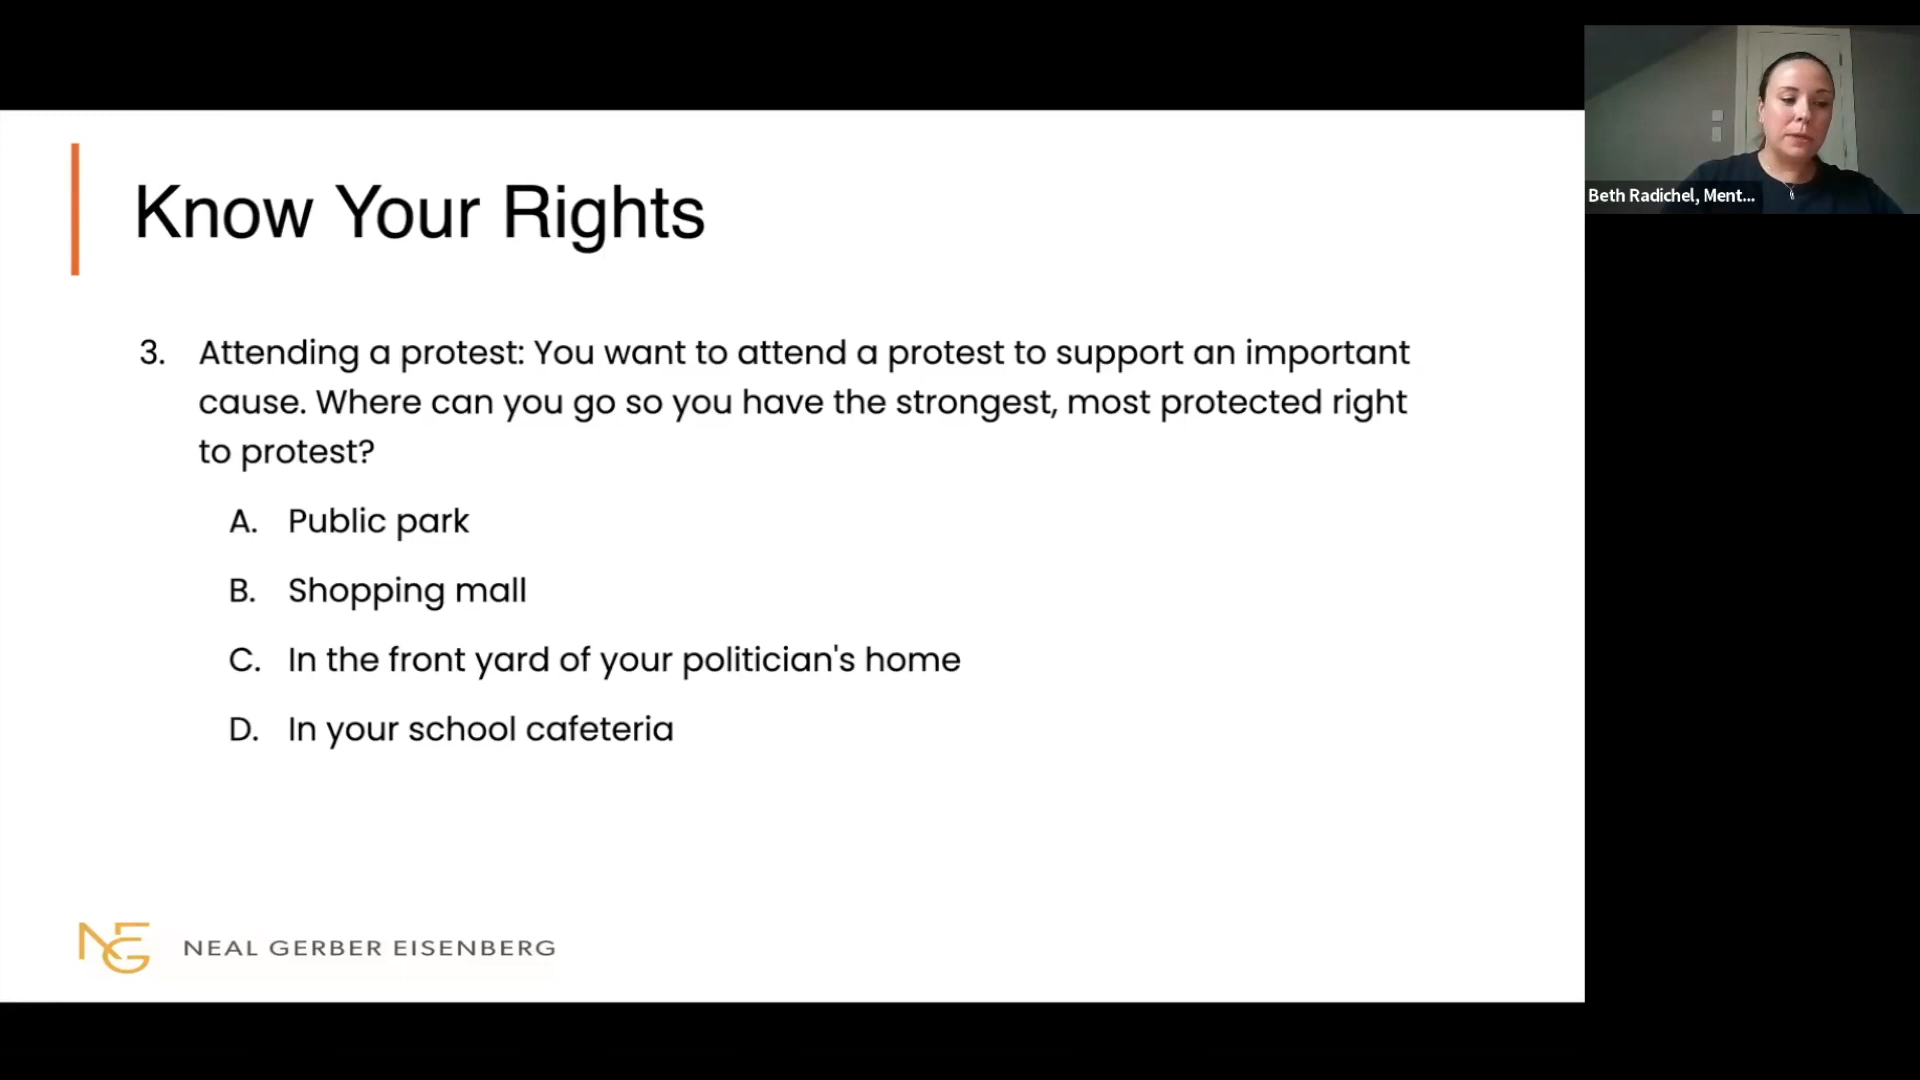 Know Your Rights
3. Attending a protest: You want to attend a protest to support an important
cause. Where can you go so you have the strongest, most protected right
to protest?
A. Public park
B. Shopping mall
C. In the front yard of your politician's home
D. In your school cafeteria
NEG NEAL GERBER EISENBERG
Beth Radichel, Ment...